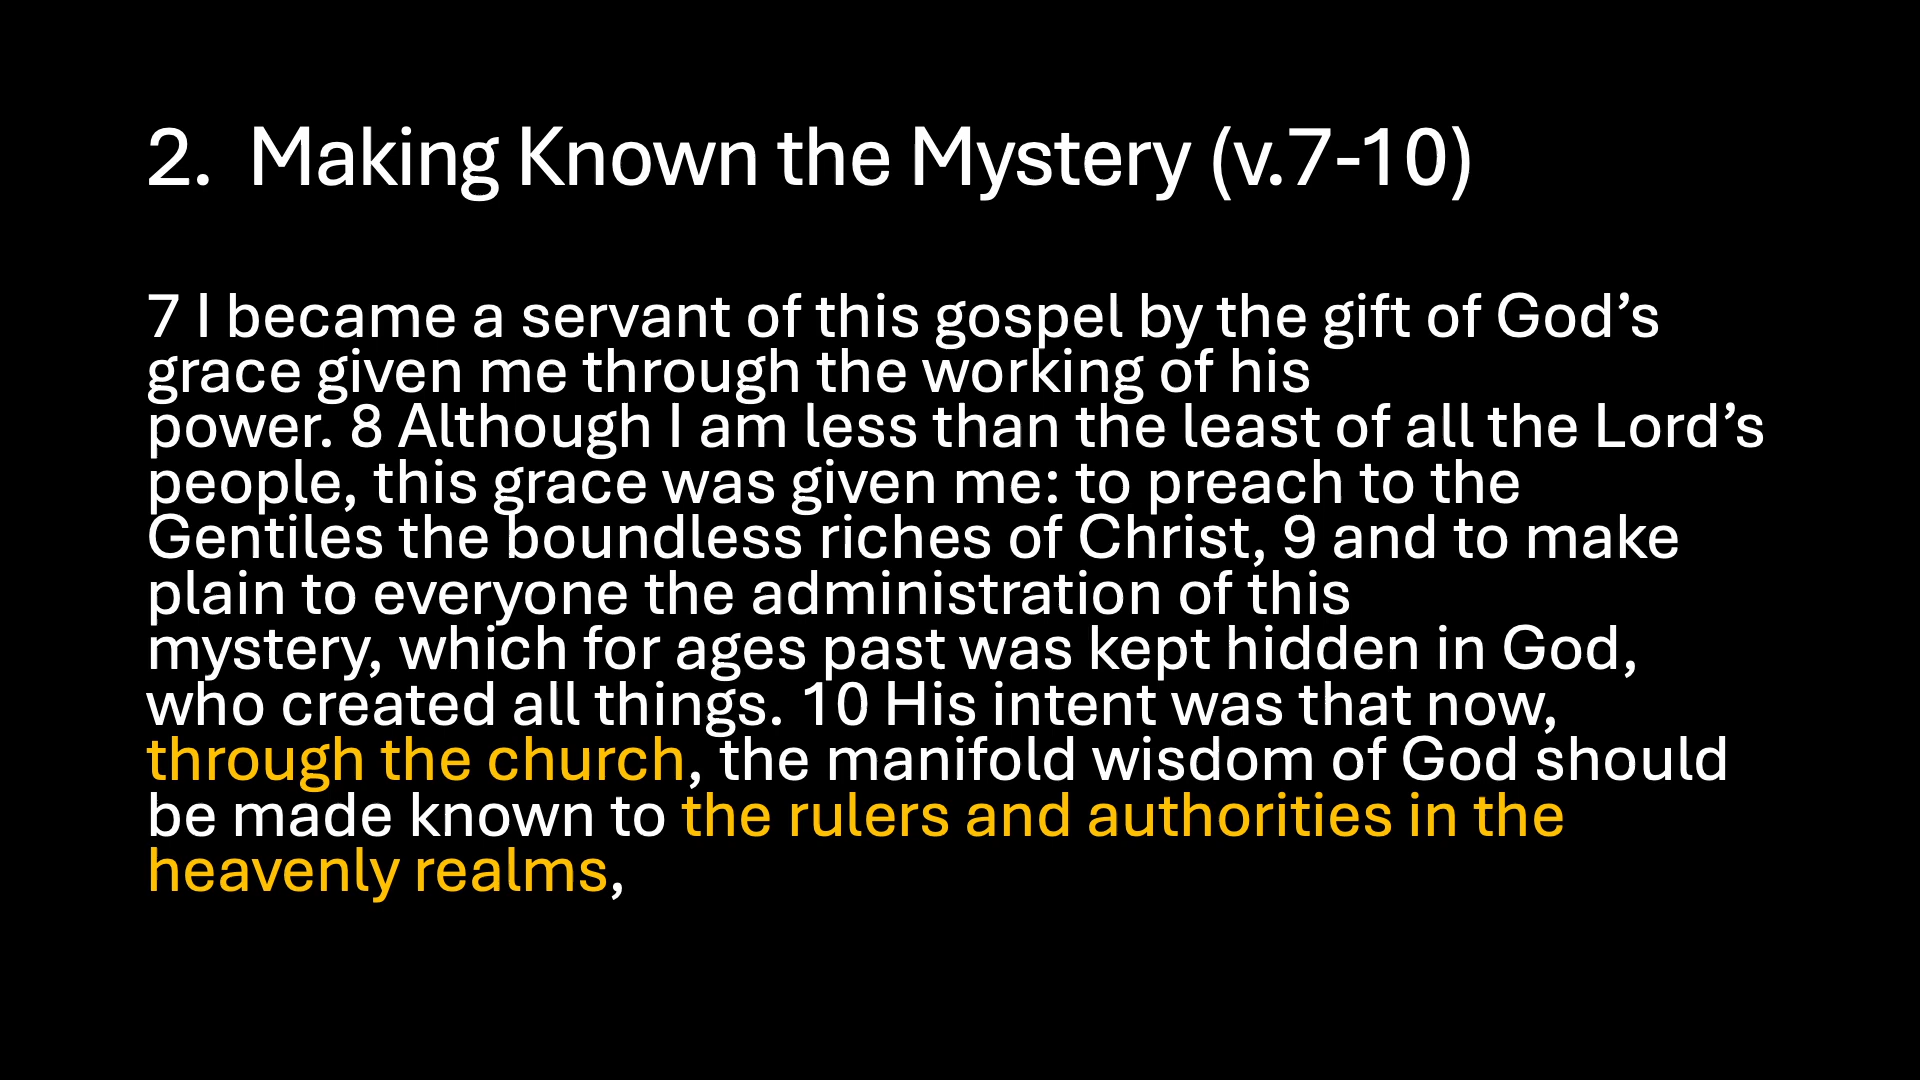 2. Making Known the Mystery (v.7-10)
7 I became a servant of this gospel by the gift of God’s
grace given me through the working of his
power. 8 Although I am less than the least of all the Lord’s
people, this grace was given me: to preach to the
Gentiles the boundless riches of Christ, 9 and to make
plain to everyone the administration of this
mystery, which for ages past was kept hidden in God,
who created all things. 10 His intent was that now,
through the church, the manifold wisdom of God should
be made known to the rulers and authorities in the
heavenly realms,